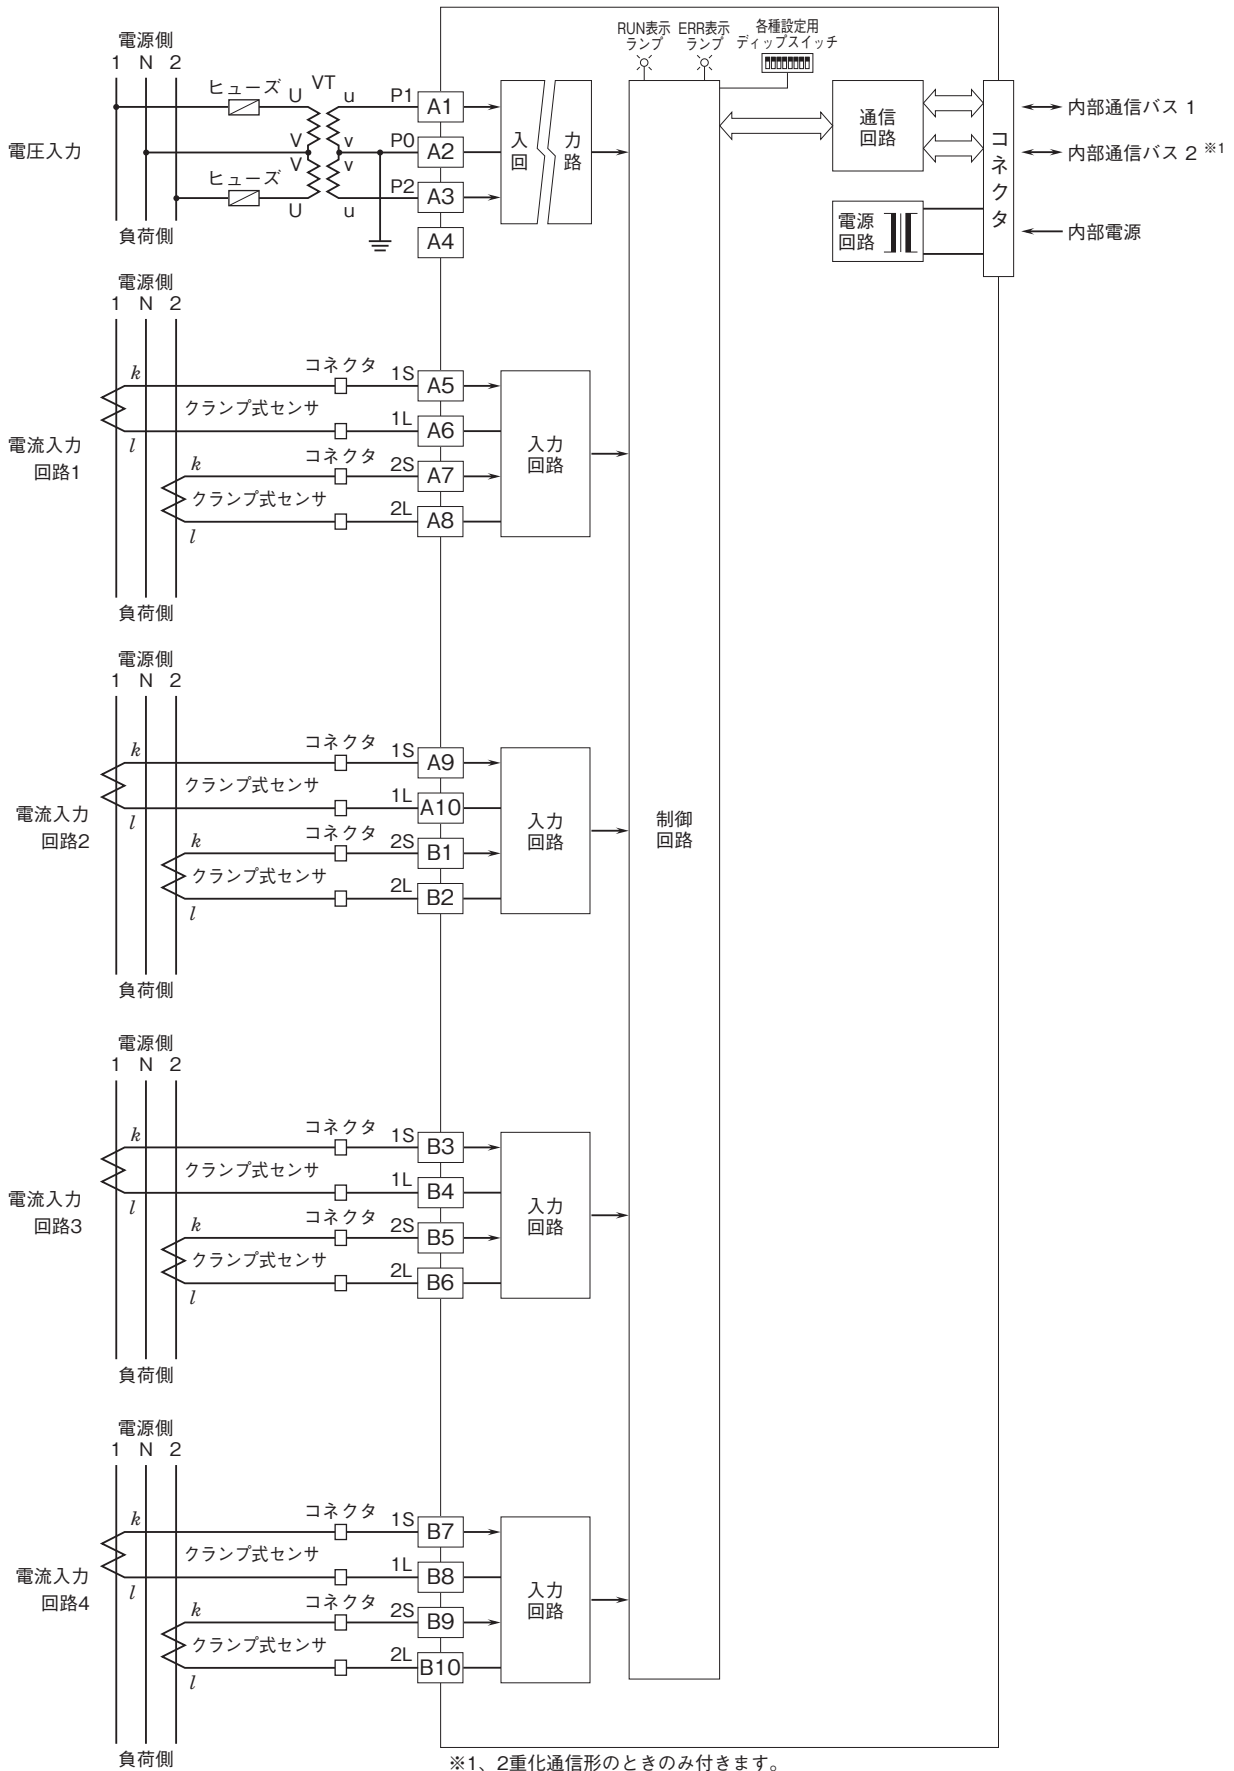 RUN表示
ランプ
ERR表示
ランプ
各種設定用
ディップスイッチ
電源側
1 N 2
ヒューズ U VT u P1 A1
電圧入力
V v P0 A2
V v
ヒューズ U u P2 A3
A4
負荷側
入力
回路
通信
回路
電源
回路
コネクタ
内部通信バス 1
内部通信バス 2 ※1
内部電源
電源側
1 N 2
k コネクタ 1S A5
クランプ式センサ
l 1L A6
電流入力
回路1
k コネクタ 2S A7
クランプ式センサ
l 2L A8
入力
回路
負荷側
電源側
1 N 2
k コネクタ 1S A9
クランプ式センサ
l 1L A10
電流入力
回路2
k コネクタ 2S B1
クランプ式センサ
l 2L B2
入力
回路
制御
回路
負荷側
電源側
1 N 2
k コネクタ 1S B3
クランプ式センサ
l 1L B4
電流入力
回路3
k コネクタ 2S B5
クランプ式センサ
l 2L B6
入力
回路
負荷側
電源側
1 N 2
k コネクタ 1S B7
クランプ式センサ
l 1L B8
電流入力
回路4
k コネクタ 2S B9
クランプ式センサ
l 2L B10
入力
回路
負荷側
※1、2重化通信形のときのみ付きます。